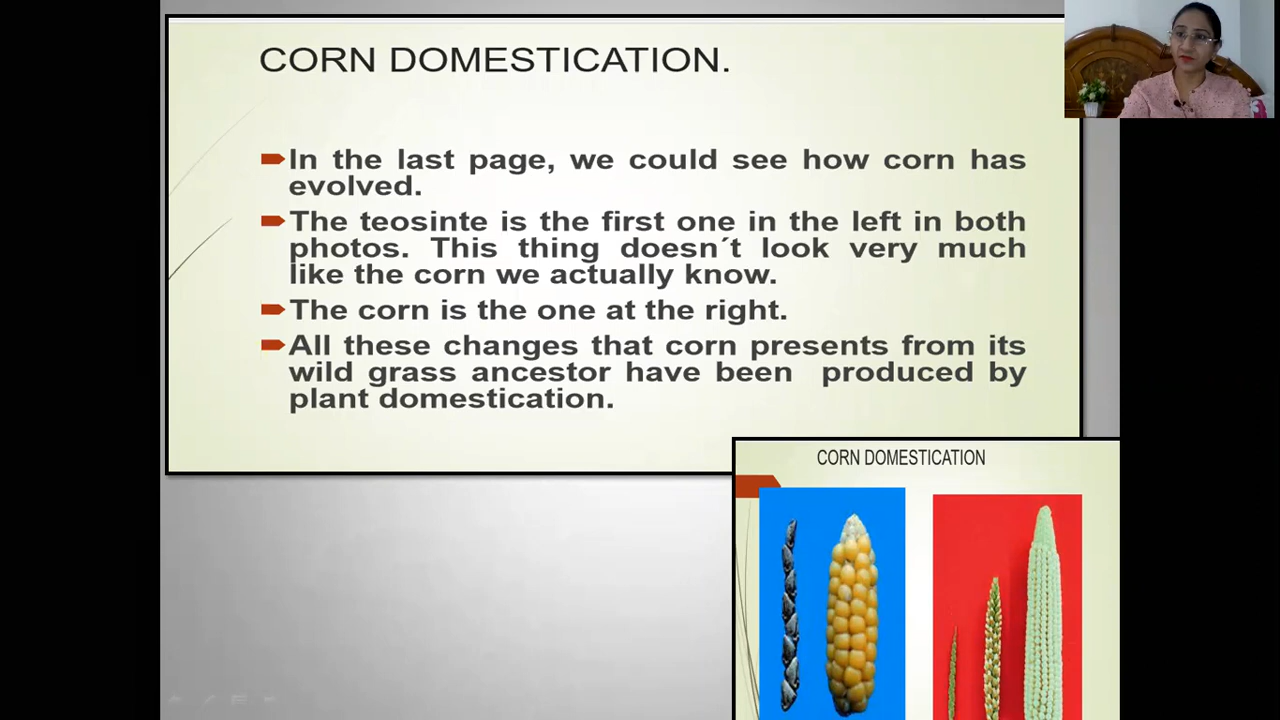 CORN DOMESTICATION.
In the last page, we could see how corn has
evolved.
The teosinte is the first one in the left in both
photos. This thing doesn´t look very much
like the corn we actually know.
The corn is the one at the right.
All these changes that corn presents from its
wild grass ancestor have been produced by
plant domestication.
CORN DOMESTICATION